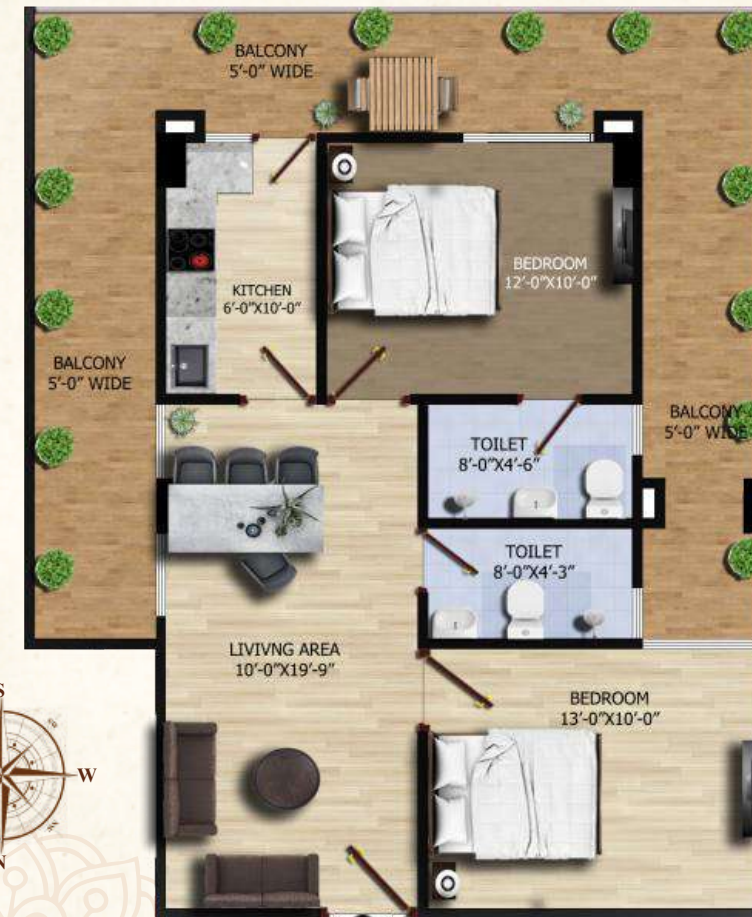 BALCONY
5'-0" WIDE
KITCHEN
6'-0"X10'-0"
BEDROOM
12'-0"X10'-0"
BALCONY
5'-0" WIDE
BALCONY
5'-0" WIDE
TOILET
8'-0"X4'-6"
TOILET
8'-0"X4'-3"
LIVIVNG AREA
10'-0"X19'-9"
BEDROOM
13'-0"X10'-0"
S
W
N